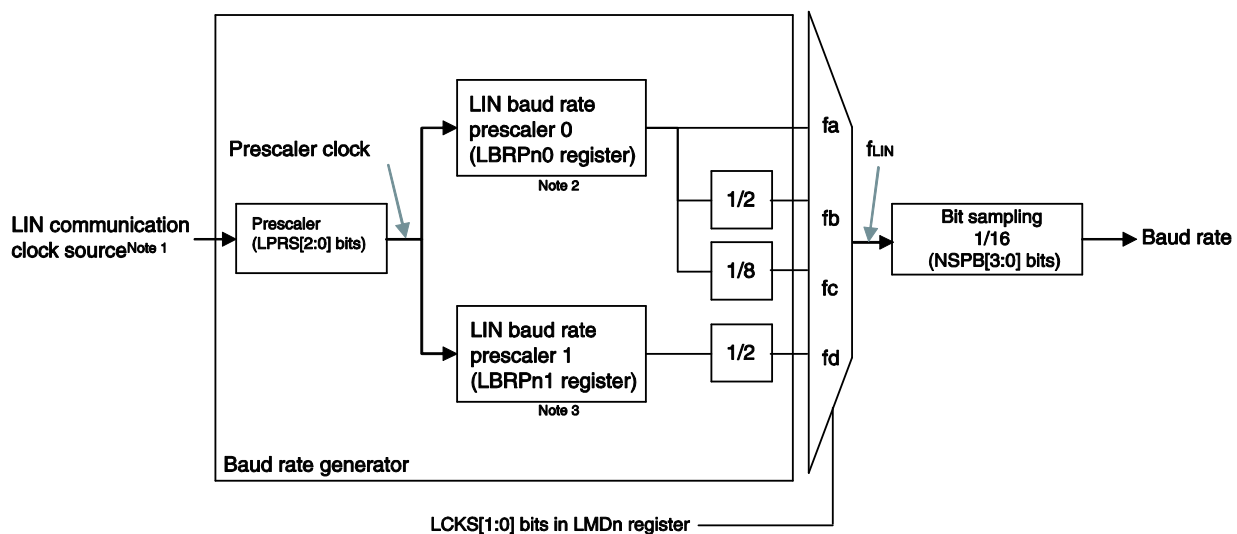 LIN communication
clock source Note 1
Prescaler
(LPRS[2:0] bits)
Prescaler clock
LIN baud rate
prescaler 0
(LBRPn0 register)
Note 2
LIN baud rate
prescaler 1
(LBRPn1 register)
Note 3
1/2
1/8
1/2
fa
fb
fc
fd
fLIN
Bit sampling
1/16
(NSPB[3:0] bits)
Baud rate
Baud rate generator
LCKS[1:0] bits in LMDn register